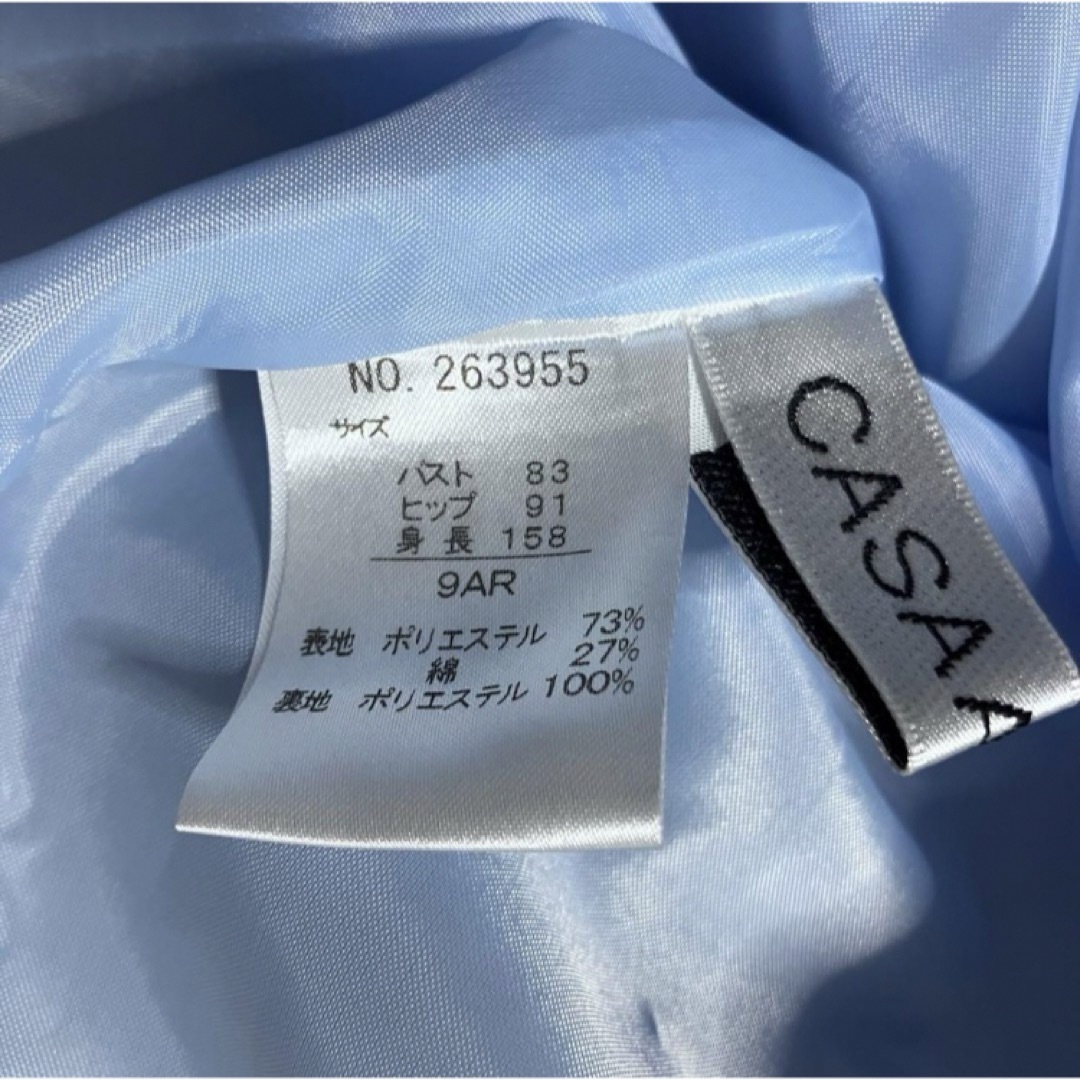 NO. 263955
サイズ
バスト 83
ヒップ 91
身長 158
9AR
表地 ポリエステル 73%
綿 27%
裏地 ポリエステル 100%
CASA